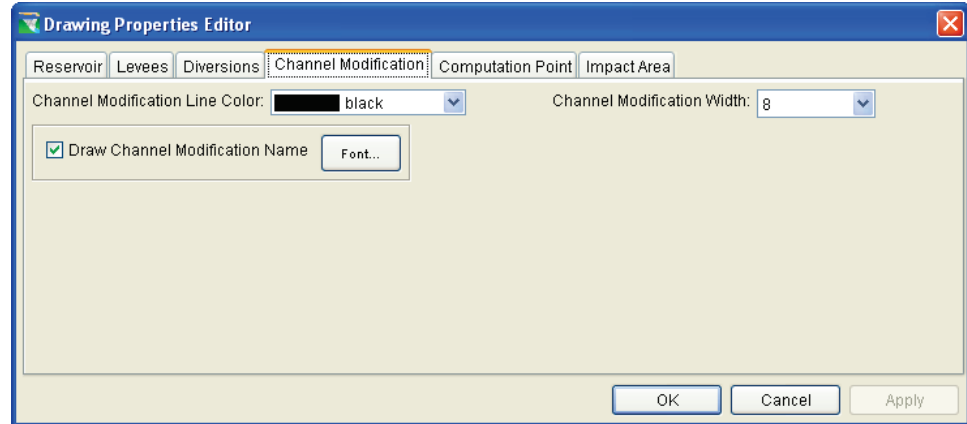 Drawing Properties Editor
Reservoir Levees Diversions Channel Modification Computation Point Impact Area
Channel Modification Line Color: black Channel Modification Width: 8
Draw Channel Modification Name Font...
OK Cancel Apply